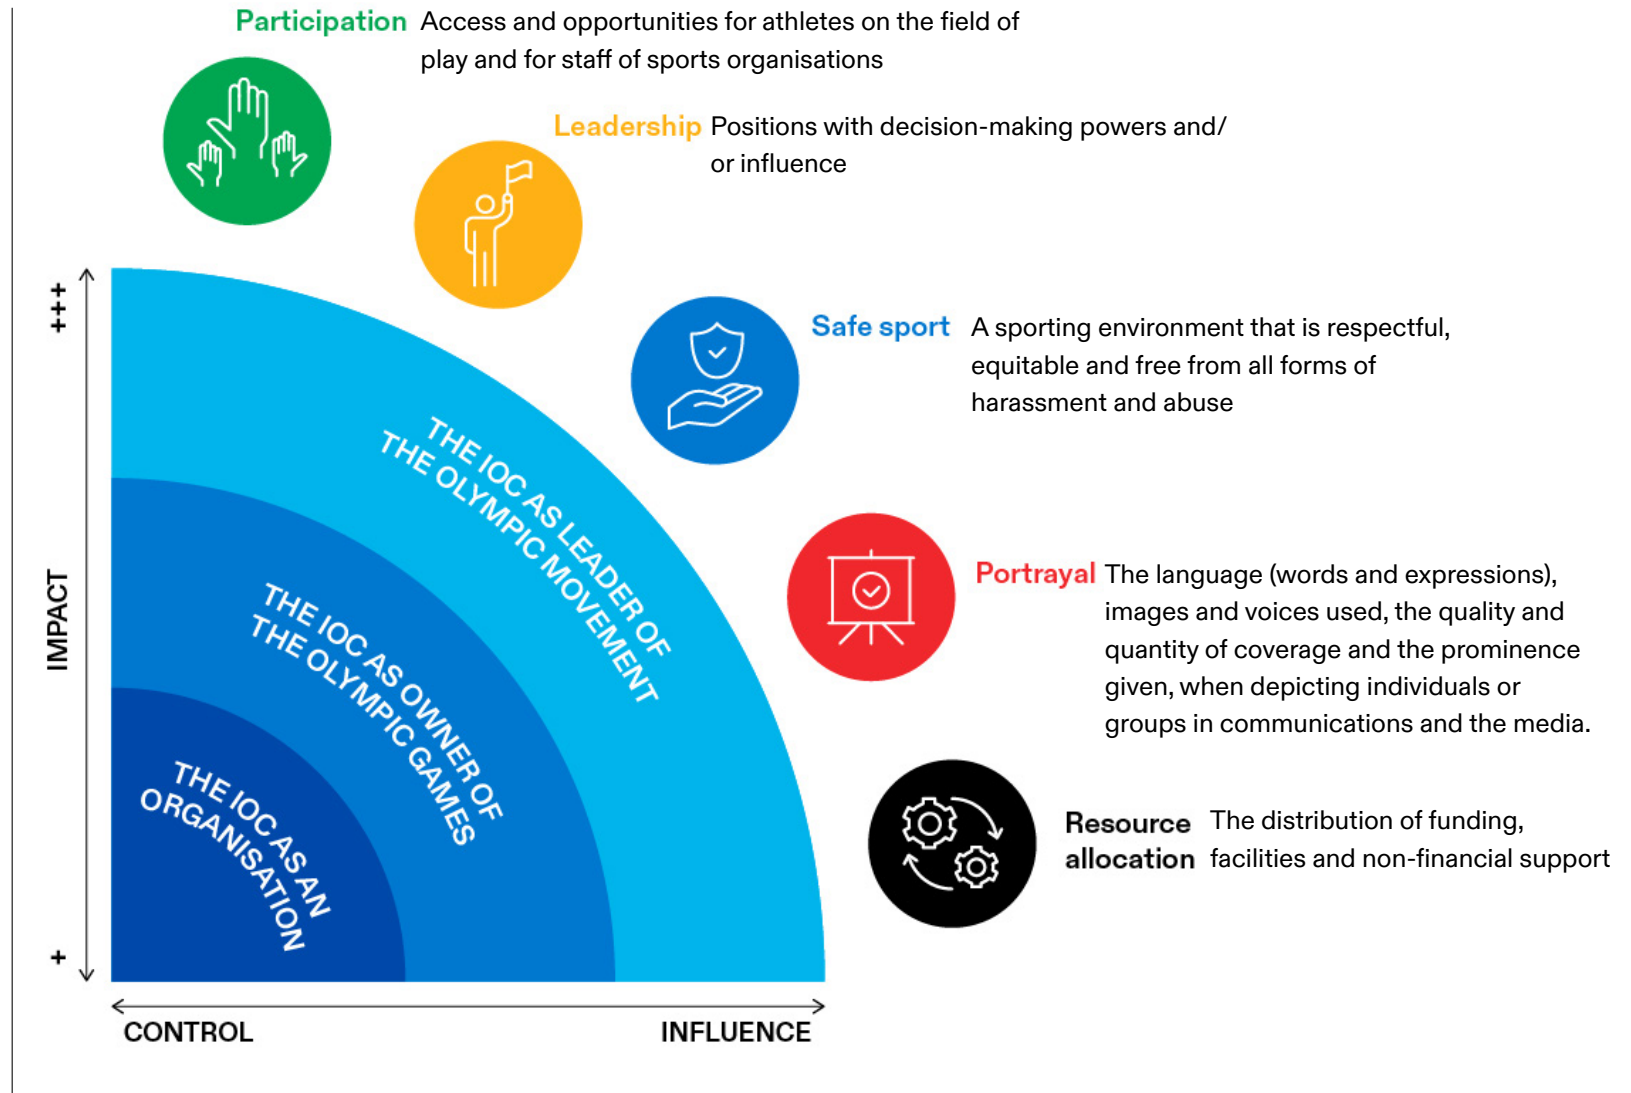 Participation Access and opportunities for athletes on the field of
play and for staff of sports organisations
Leadership Positions with decision-making powers and/
or influence
Safe sport A sporting environment that is respectful,
equitable and free from all forms of
harassment and abuse
Portrayal The language (words and expressions),
images and voices used, the quality and
quantity of coverage and the prominence
given, when depicting individuals or
groups in communications and the media.
Resource
allocation
The distribution of funding,
facilities and non-financial support
+++
IMPACT
+
THE IOC AS LEADER OF
THE OLYMPIC MOVEMENT
THE IOC AS OWNER OF
THE OLYMPIC GAMES
THE IOC AS AN
ORGANISATION
CONTROL
INFLUENCE